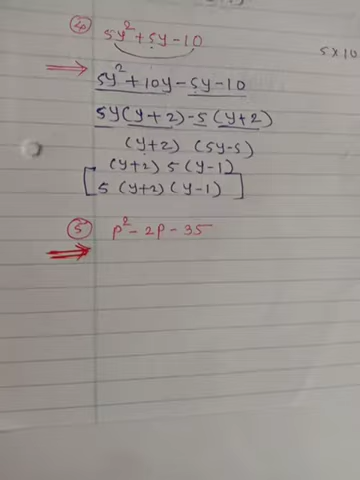 ④ 5y²+5y-10
5×10
⇒ 5y²+10y-5y-10
5y(y+2)-5(y+2)
(y+2) (5y-5)
(y+2) 5 (y-1)
[5 (y+2) (y-1)]
⑤ p²-2p-35
⇒